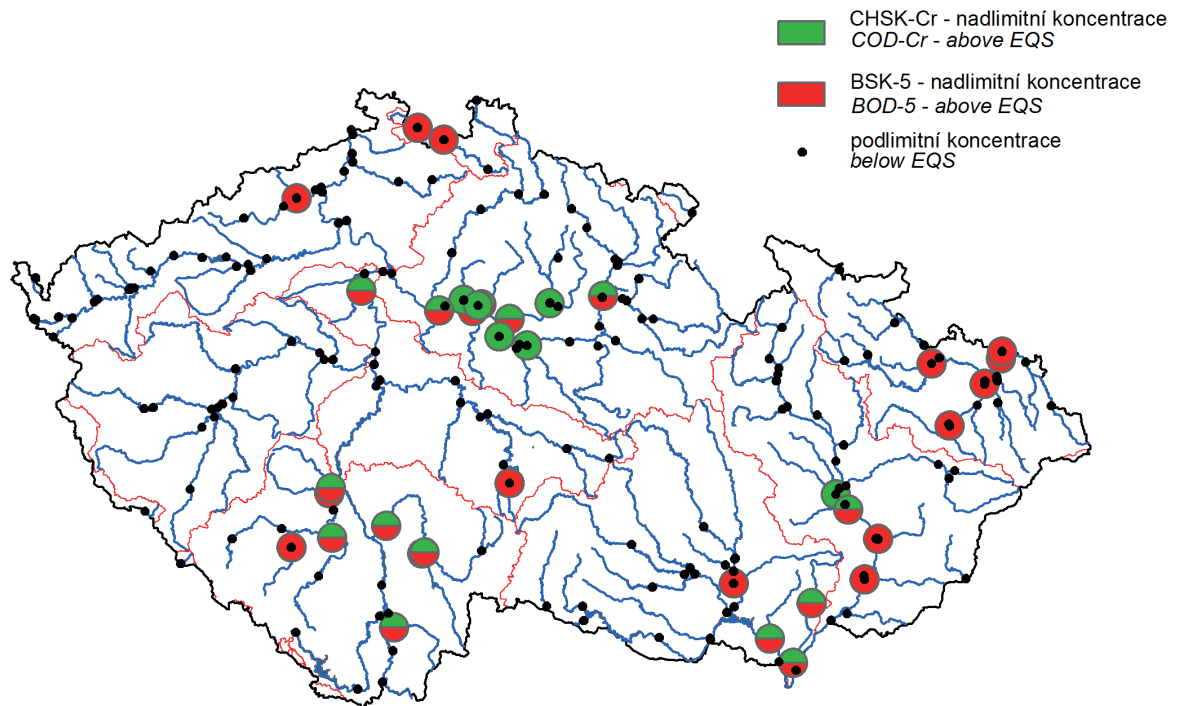 CHSK-Cr - nadlimitní koncentrace
COD-Cr - above EQS
BSK-5 - nadlimitní koncentrace
BOD-5 - above EQS
podlimitní koncentrace
below EQS